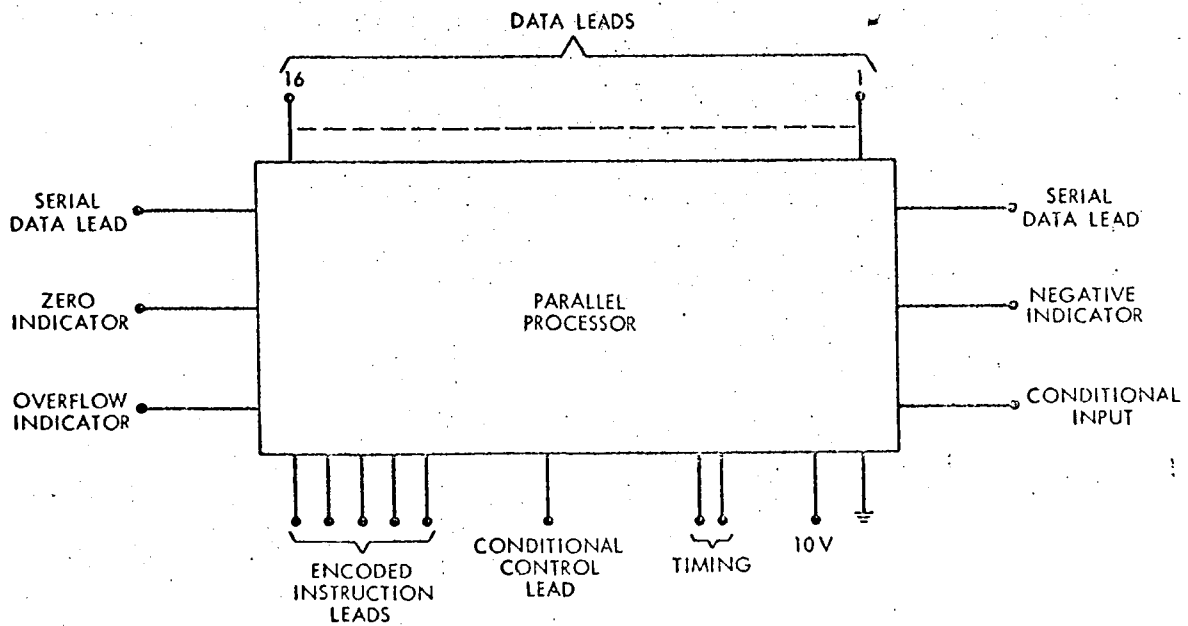 DATA LEADS
16
1
SERIAL
DATA LEAD
SERIAL
DATA LEAD
ZERO
INDICATOR
PARALLEL
PROCESSOR
NEGATIVE
INDICATOR
OVERFLOW
INDICATOR
CONDITIONAL
INPUT
ENCODED
INSTRUCTION
LEADS
CONDITIONAL
CONTROL
LEAD
TIMING
10V